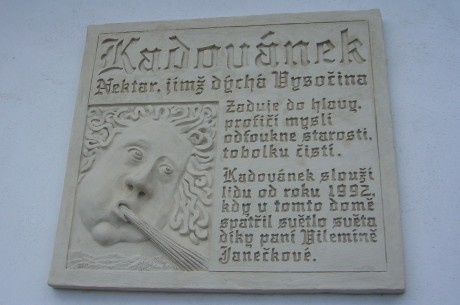 Kadovánek
Nektar, jímž dýchá Vysočina
Zaduje do hlavy,
profičí mysli
odfoukne starosti,
tobolku čistí.
Kadovánek slouží
lidu od roku 1992,
kdy v tomto domě
spatřil světlo světa
díky paní Vilemíně
Janečkové.